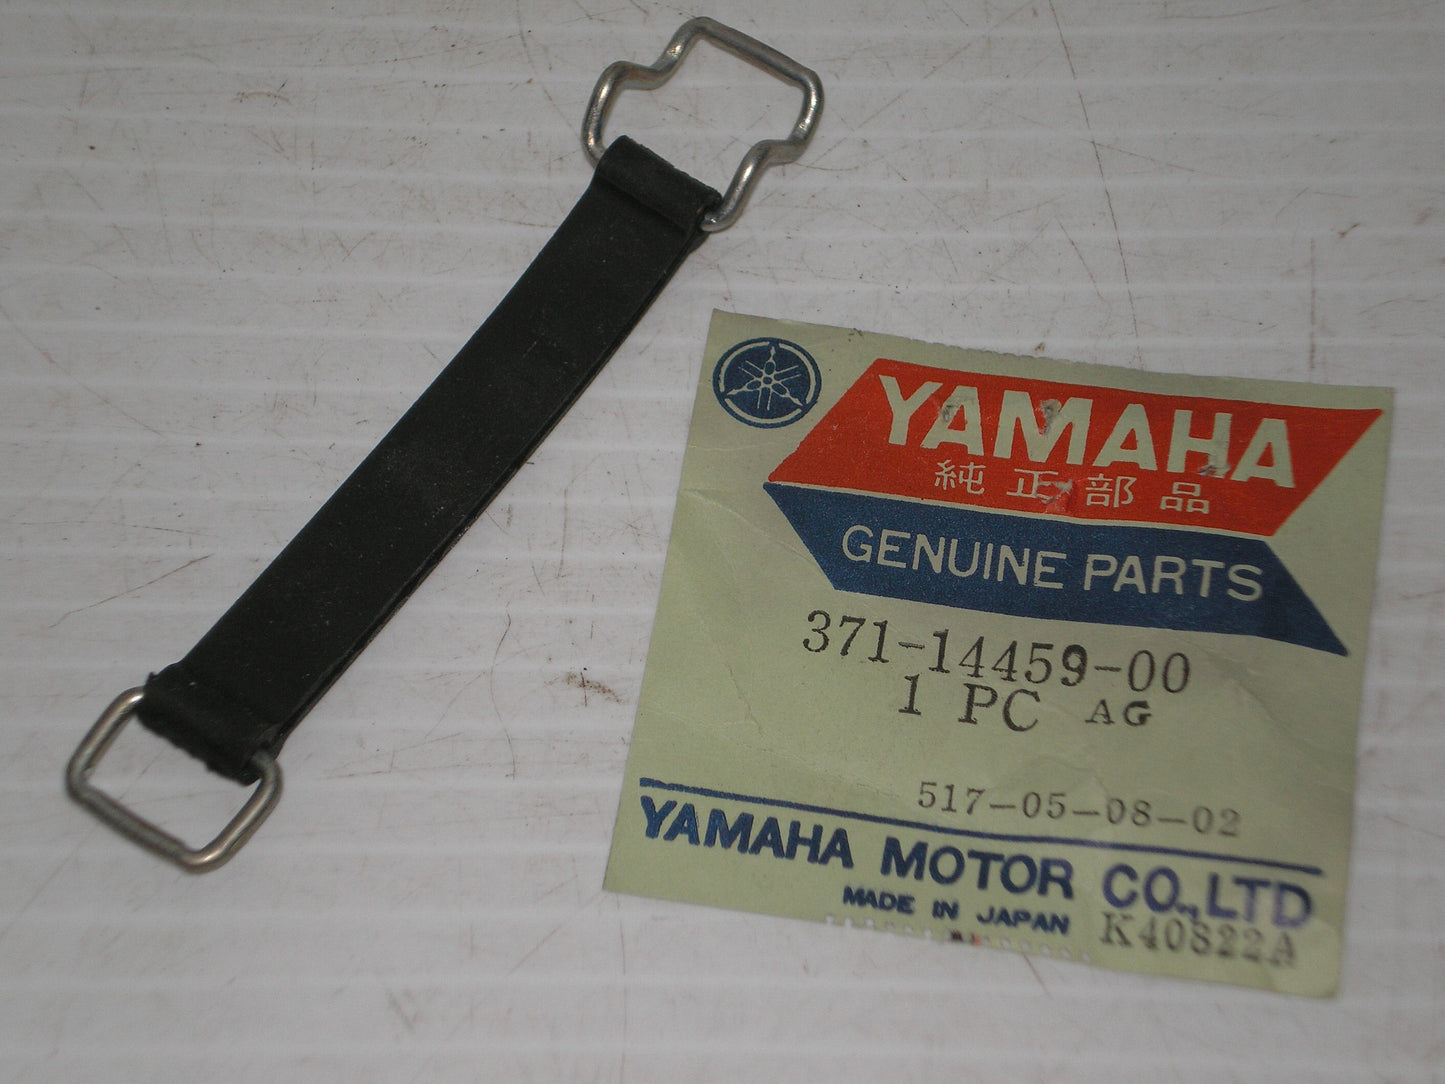 YAMAHA
純正部品
GENUINE PARTS
371-14459-00
1 PC AG
517-05-08-02
YAMAHA MOTOR CO.,LTD
MADE IN JAPAN K40822A